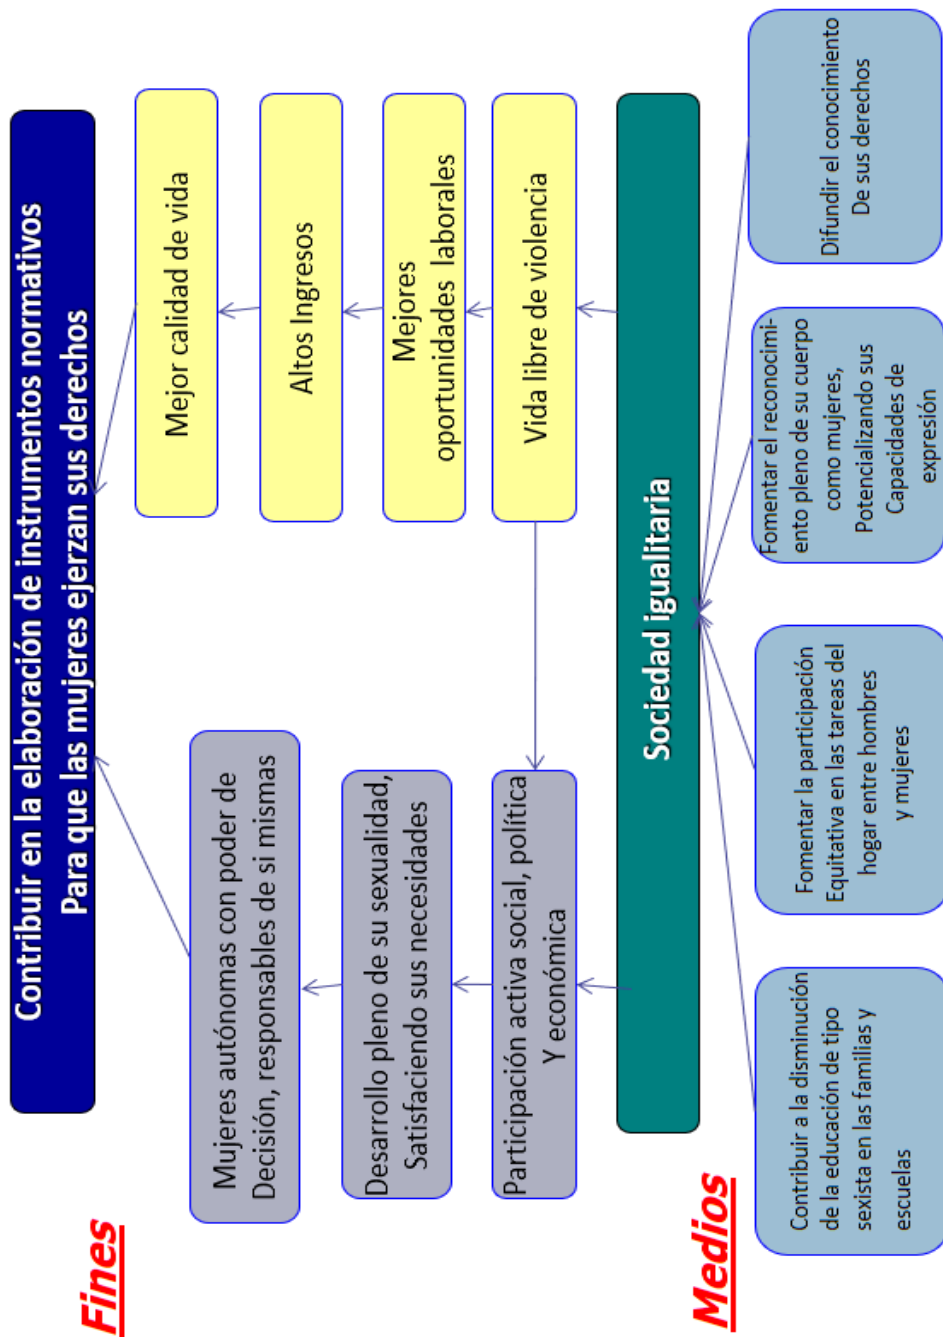 Contribuir en la elaboración de instrumentos normativos
Para que las mujeres ejerzan sus derechos
Fines
Mujeres autónomas con poder de
Decisión, responsables de si mismas
Mejor calidad de vida
Altos Ingresos
Desarrollo pleno de su sexualidad,
Satisfaciendo sus necesidades
Mejores
oportunidades laborales
Participación activa social, política
Y económica
Vida libre de violencia
Sociedad igualitaria
Medios
Contribuir a la disminución
de la educación de tipo
sexista en las familias y
escuelas
Fomentar la participación
Equitativa en las tareas del
hogar entre hombres
y mujeres
Fomentar el reconocimi-
ento pleno de su cuerpo
como mujeres,
Potencializando sus
Capacidades de
expresión
Difundir el conocimiento
De sus derechos